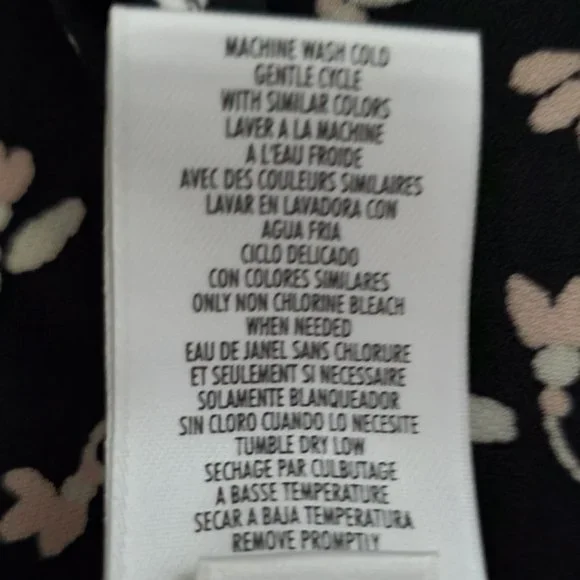 MACHINE WASH COLD
GENTLE CYCLE
WITH SIMILAR COLORS
LAVER A LA MACHINE
A L'EAU FROIDE
AVEC DES COULEURS SIMILAIRES
LAVAR EN LAVADORA CON
AGUA FRIA
CICLO DELICADO
CON COLORES SIMILARES
ONLY NON CHLORINE BLEACH
WHEN NEEDED
EAU DE JANEL SANS CHLORURE
ET SEULEMENT SI NECESSAIRE
SOLAMENTE BLANQUEADOR
SIN CLORO CUANDO LO NECESITE
TUMBLE DRY LOW
SECHAGE PAR CULBUTAGE
A BASSE TEMPERATURE
SECAR A BAJA TEMPERATURA
REMOVE PROMPTLY